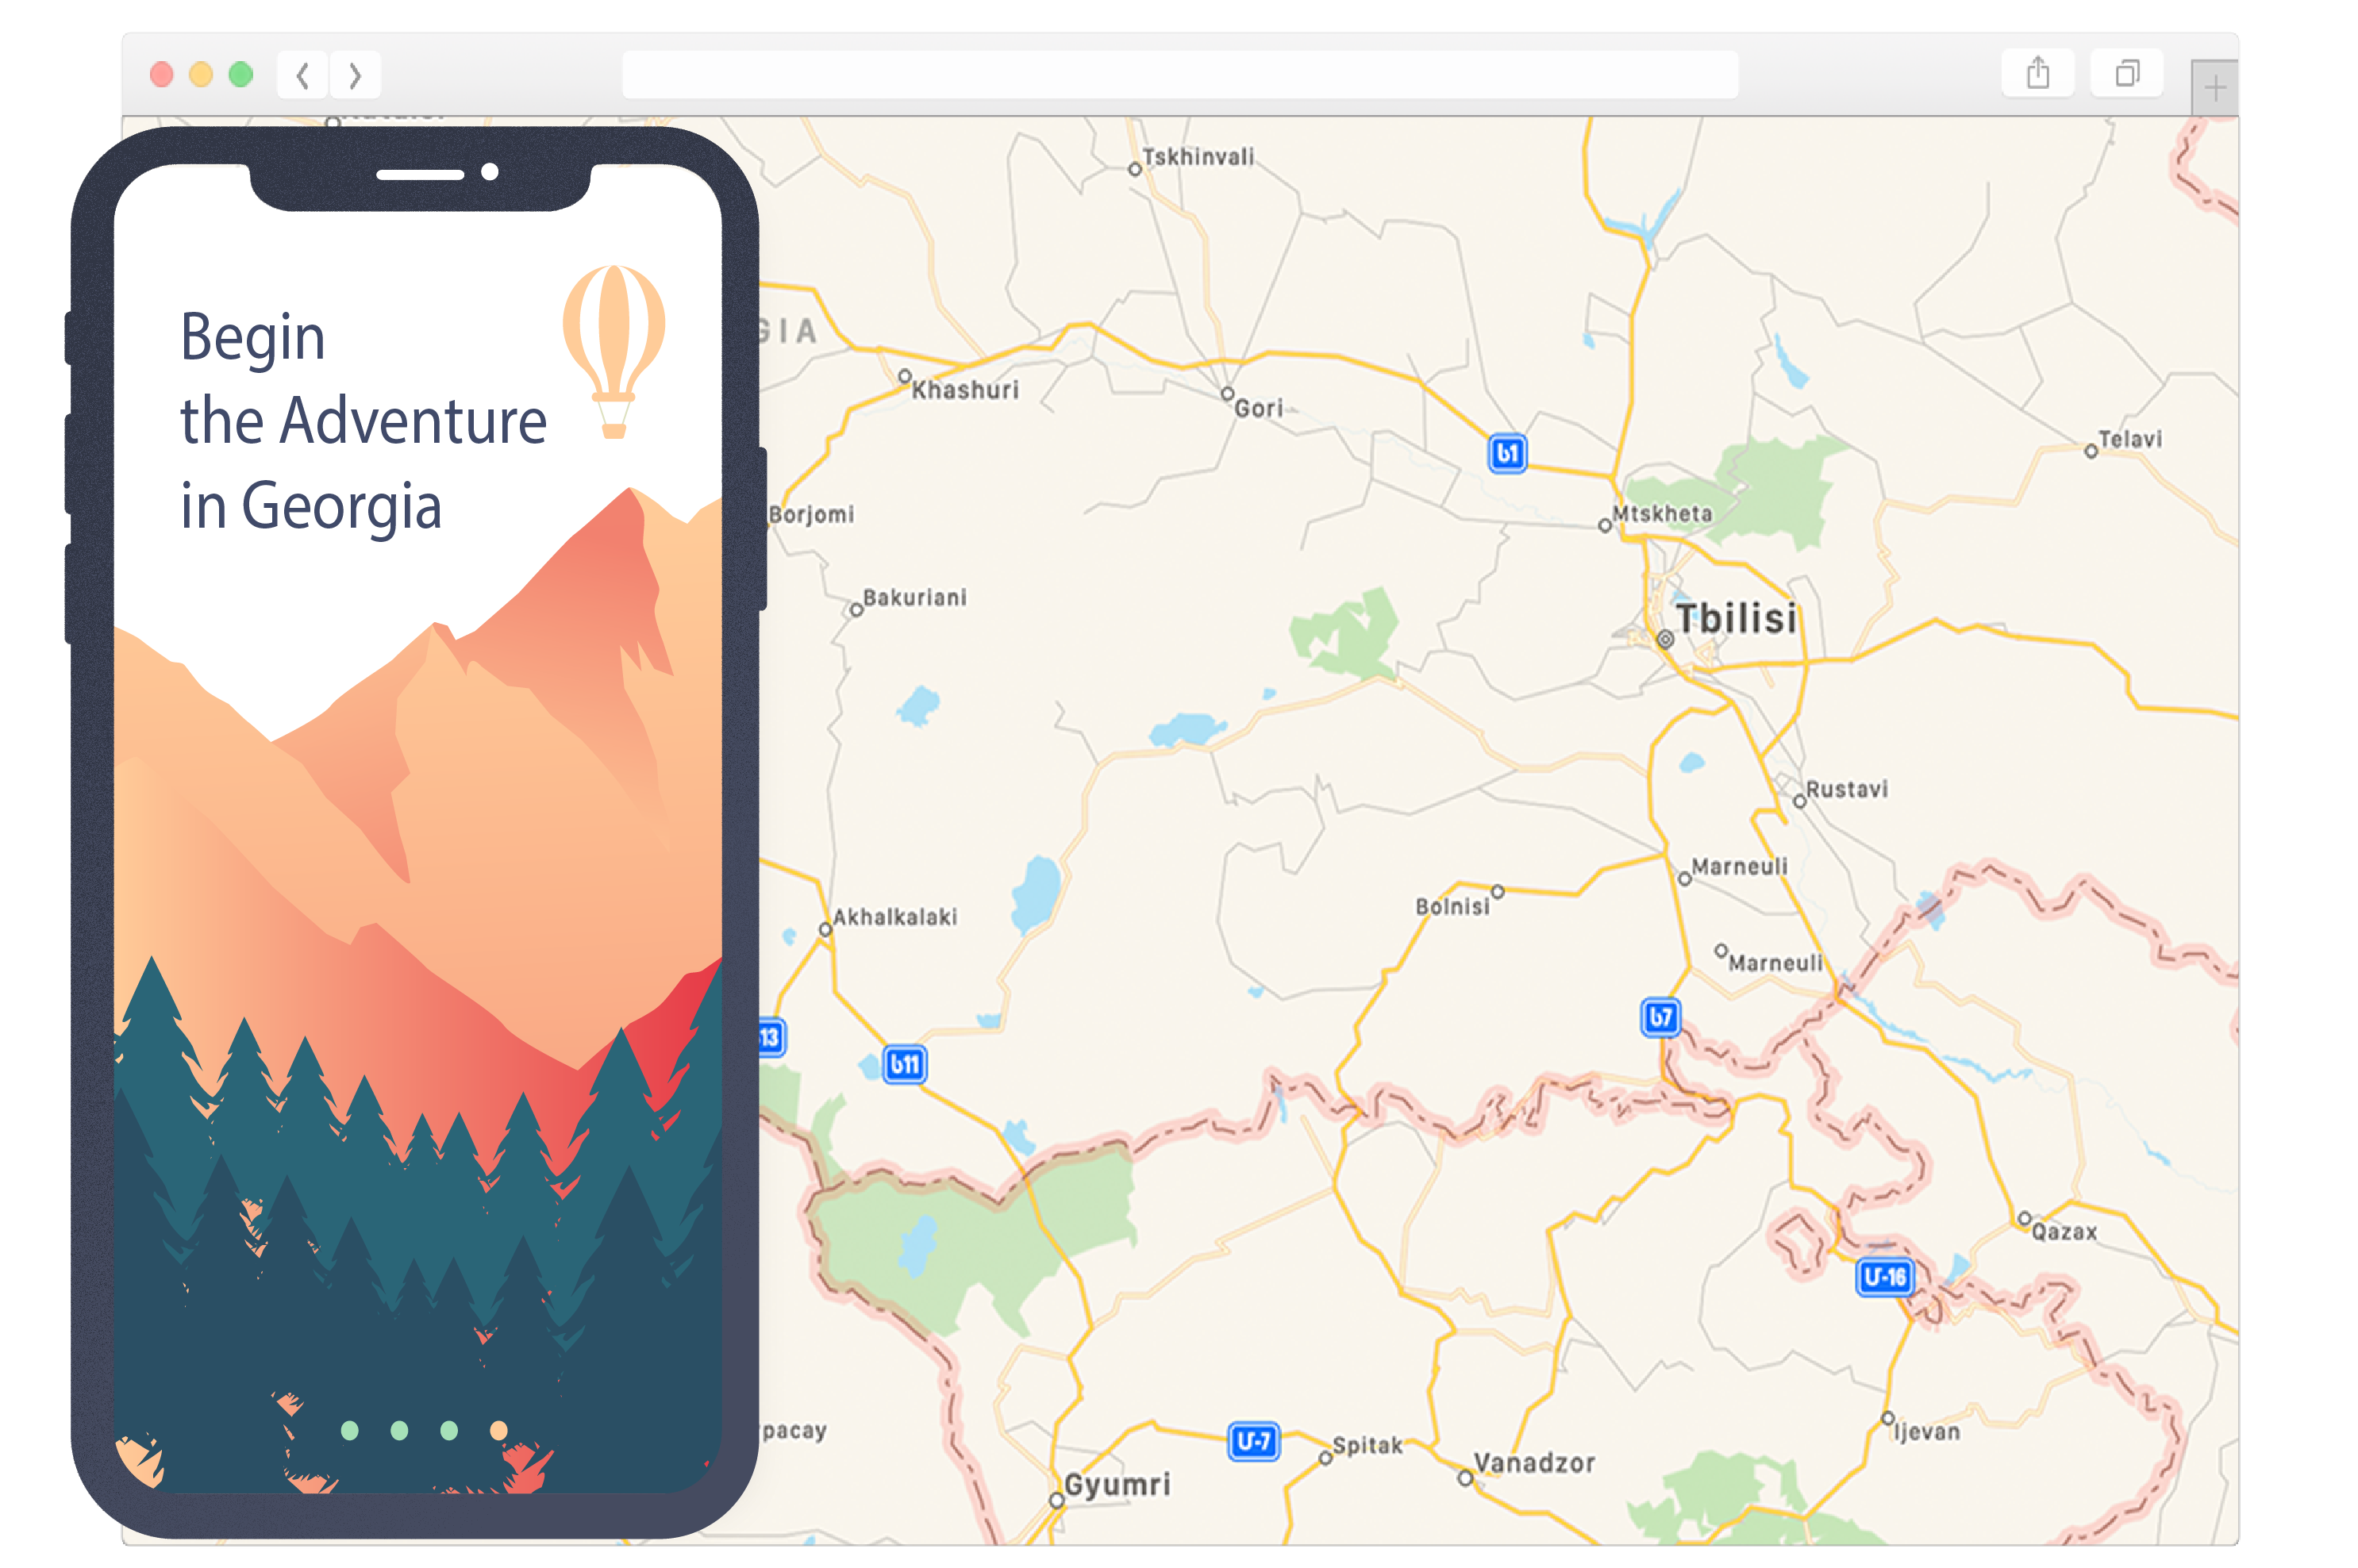 Begin
the Adventure
in Georgia
Tskhinvali
GIA
Khashuri
Gori
ს1
Telavi
Borjomi
Mtskheta
Bakuriani
Tbilisi
Rustavi
Marneuli
Bolnisi
Akhalkalaki
Marneuli
ს7
13
ს11
Qazax
Մ-16
Ijevan
pacay
Մ-7
Spitak
Vanadzor
Gyumri